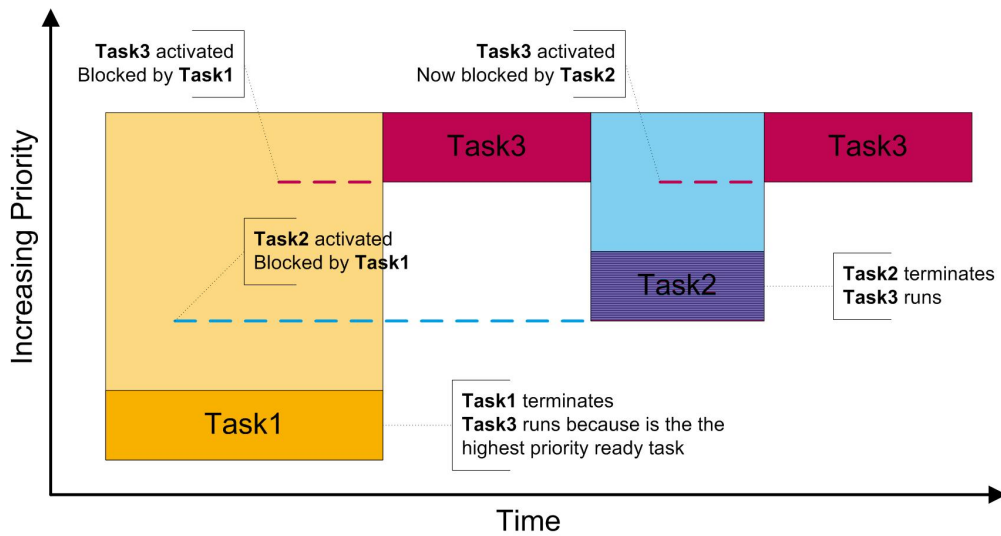 Task3 activated
Blocked by Task1
Task3 activated
Now blocked by Task2
Task3
Task3
Increasing Priority
Task2 activated
Blocked by Task1
Task2
Task2 terminates
Task3 runs
Task1
Task1 terminates
Task3 runs because is the the
highest priority ready task
Time